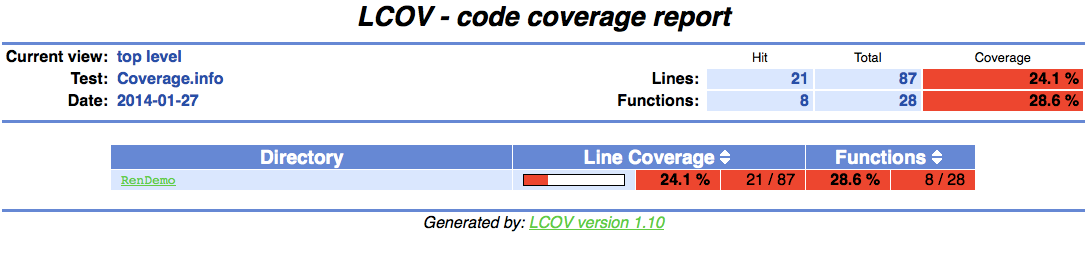 LCOV - code coverage report
Current view: top level Hit Total Coverage
Test: Coverage.info Lines: 21 87 24.1 %
Date: 2014-01-27 Functions: 8 28 28.6 %
Directory Line Coverage Functions
RenDemo 24.1 % 21 / 87 28.6 % 8 / 28
Generated by: LCOV version 1.10